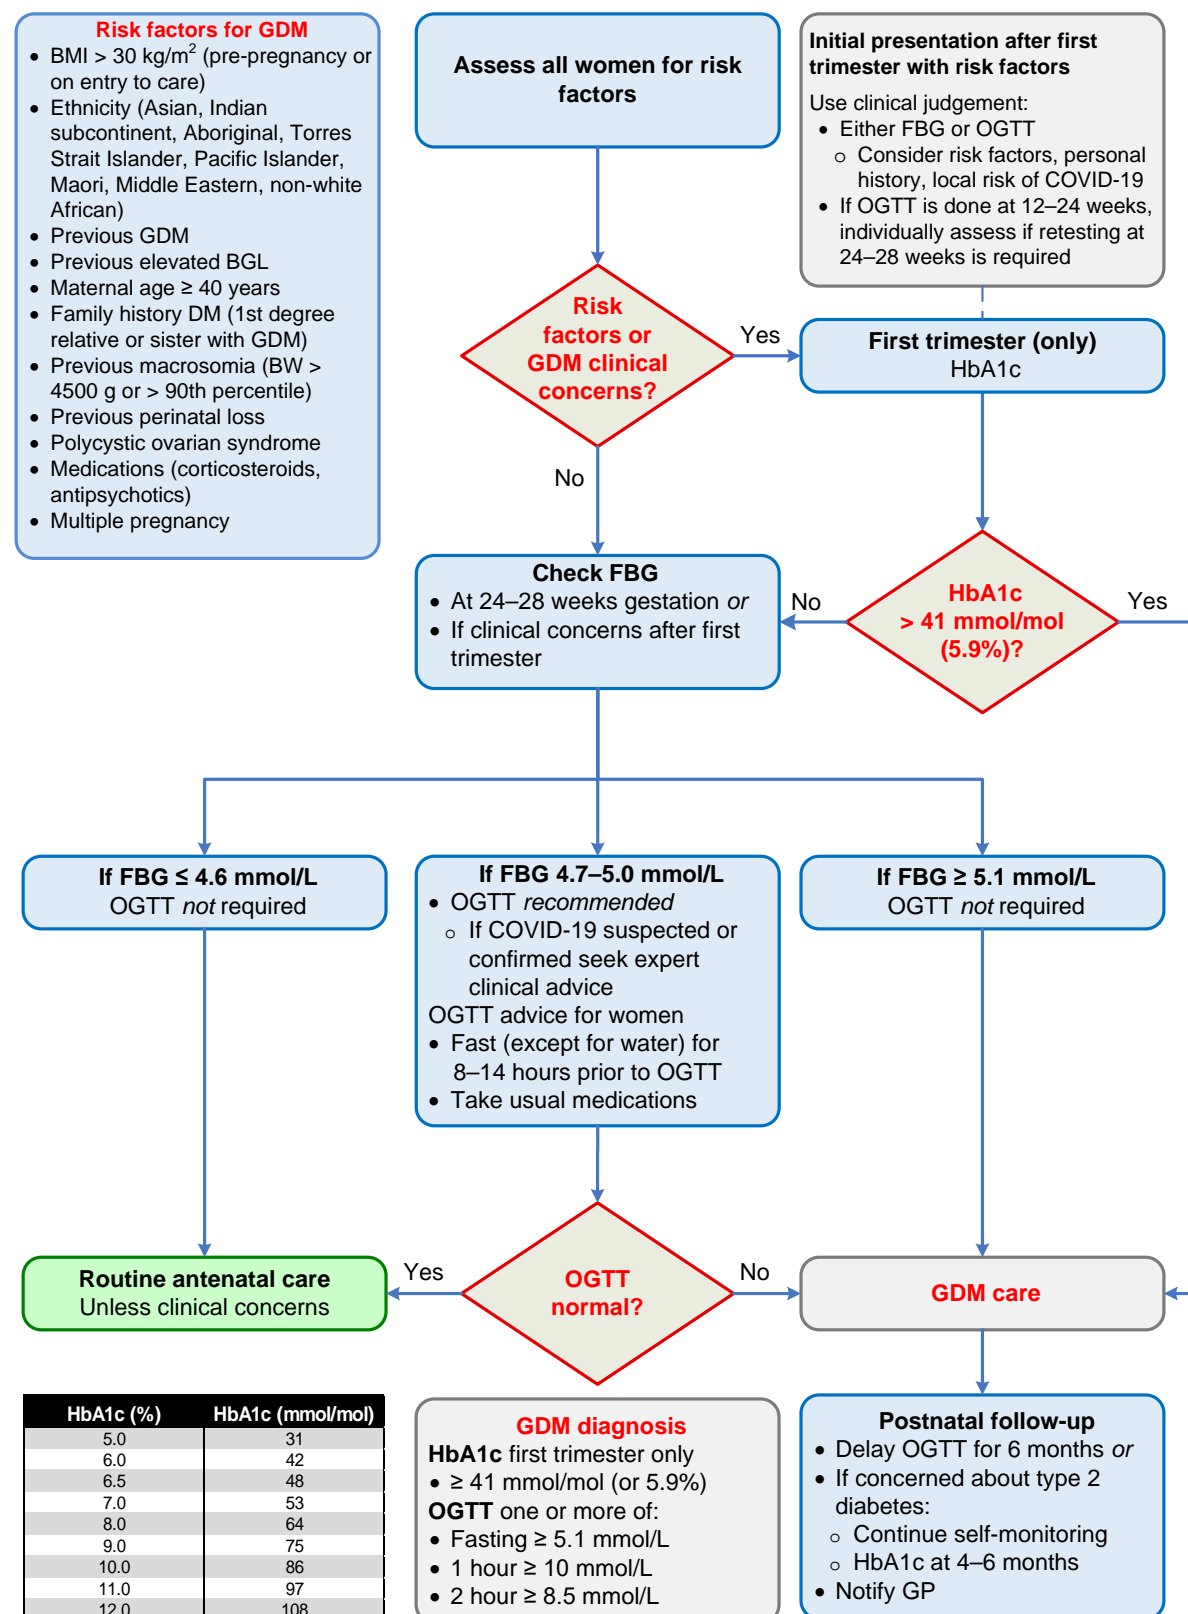 Risk factors for GDM
• BMI > 30 kg/m² (pre-pregnancy or
on entry to care)
• Ethnicity (Asian, Indian
subcontinent, Aboriginal, Torres
Strait Islander, Pacific Islander,
Maori, Middle Eastern, non-white
African)
• Previous GDM
• Previous elevated BGL
• Maternal age ≥ 40 years
• Family history DM (1st degree
relative or sister with GDM)
• Previous macrosomia (BW >
4500 g or > 90th percentile)
• Previous perinatal loss
• Polycystic ovarian syndrome
• Medications (corticosteroids,
antipsychotics)
• Multiple pregnancy
Assess all women for risk
factors
Initial presentation after first
trimester with risk factors
Use clinical judgement:
• Either FBG or OGTT
o Consider risk factors, personal
history, local risk of COVID-19
• If OGTT is done at 12–24 weeks,
individually assess if retesting at
24–28 weeks is required
Risk
factors or
GDM clinical
concerns?
Yes
First trimester (only)
HbA1c
No
Check FBG
• At 24–28 weeks gestation or
• If clinical concerns after first
trimester
No
HbA1c
> 41 mmol/mol
(5.9%)?
Yes
If FBG ≤ 4.6 mmol/L
OGTT not required
If FBG 4.7–5.0 mmol/L
• OGTT recommended
o If COVID-19 suspected or
confirmed seek expert
clinical advice
OGTT advice for women
• Fast (except for water) for
8–14 hours prior to OGTT
• Take usual medications
If FBG ≥ 5.1 mmol/L
OGTT not required
Routine antenatal care
Unless clinical concerns
Yes
OGTT
normal?
No
GDM care
HbA1c (%) HbA1c (mmol/mol)
5.0 31
6.0 42
6.5 48
7.0 53
8.0 64
9.0 75
10.0 86
11.0 97
12.0 108
GDM diagnosis
HbA1c first trimester only
• ≥ 41 mmol/mol (or 5.9%)
OGTT one or more of:
• Fasting ≥ 5.1 mmol/L
• 1 hour ≥ 10 mmol/L
• 2 hour ≥ 8.5 mmol/L
Postnatal follow-up
• Delay OGTT for 6 months or
• If concerned about type 2
diabetes:
o Continue self-monitoring
o HbA1c at 4–6 months
• Notify GP